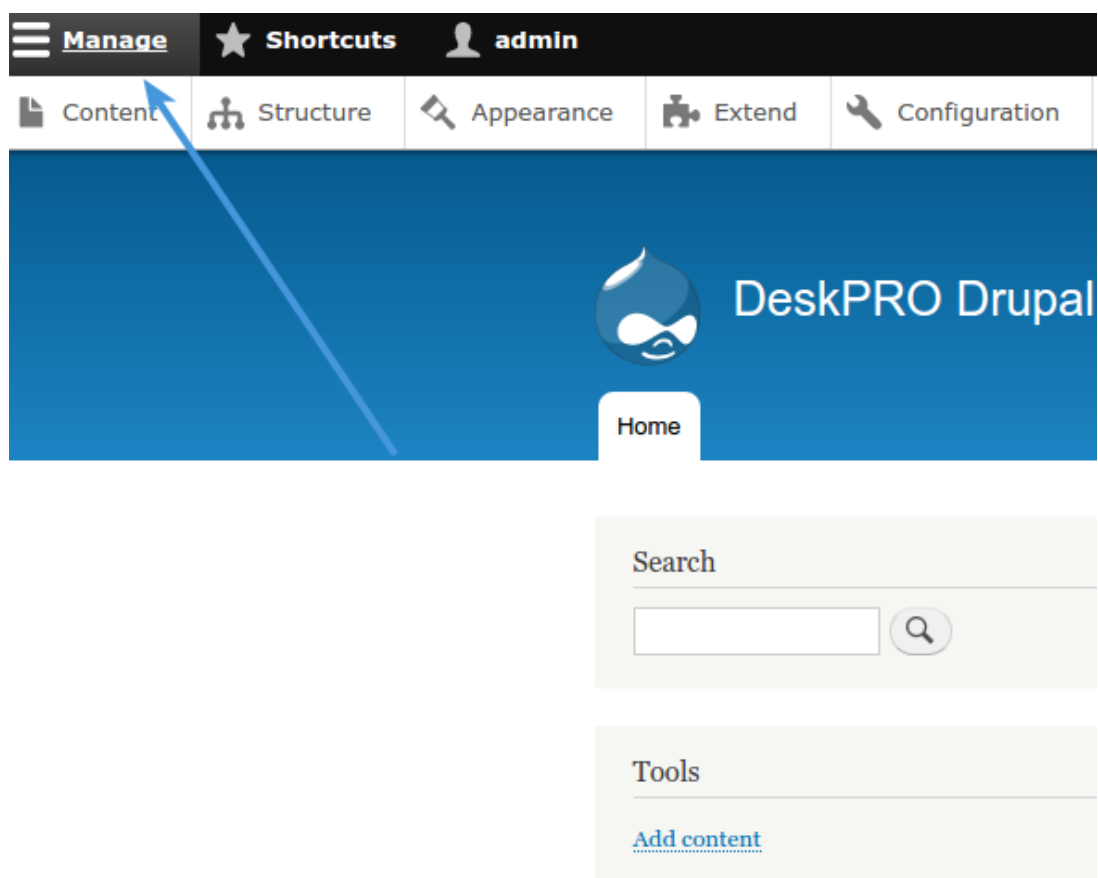 Manage Shortcuts admin
Content Structure Appearance Extend Configuration
DeskPRO Drupal
Home
Search
Tools
Add content